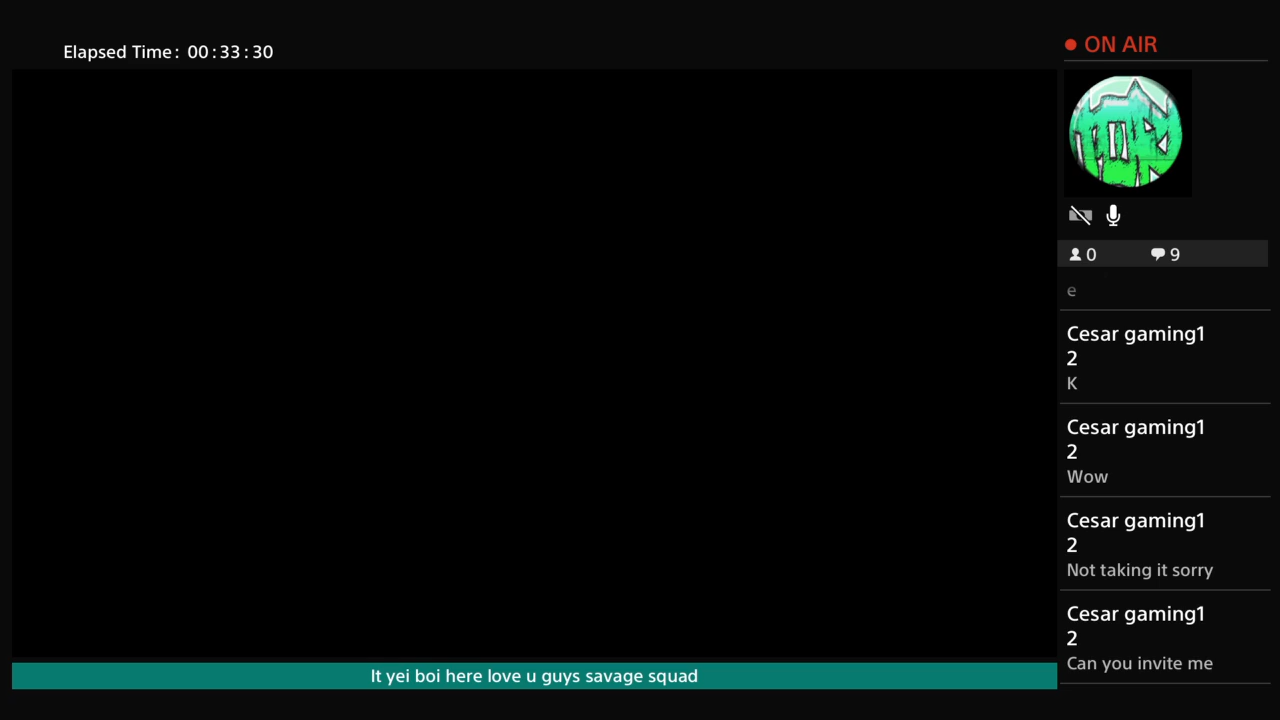 Elapsed Time: 00:33:30
ON AIR
0 9
e
Cesar gaming1
2
K
Cesar gaming1
2
Wow
Cesar gaming1
2
Not taking it sorry
Cesar gaming1
2
Can you invite me
It yei boi here love u guys savage squad